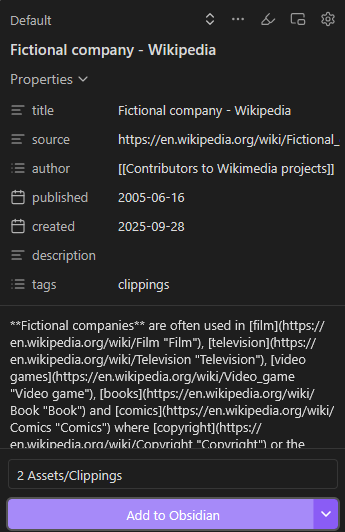 Default
Fictional company - Wikipedia
Properties
title Fictional company - Wikipedia
source https://en.wikipedia.org/wiki/Fictional_
author [[Contributors to Wikimedia projects]]
published 2005-06-16
created 2025-09-28
description
tags clippings
**Fictional companies** are often used in [film](https://
en.wikipedia.org/wiki/Film "Film"), [television](https://
en.wikipedia.org/wiki/Television "Television"), [video
games](https://en.wikipedia.org/wiki/Video_game
"Video game"), [books](https://en.wikipedia.org/wiki/
Book "Book") and [comics](https://en.wikipedia.org/wiki/
Comics "Comics") where [copyright](https://
en.wikipedia.org/wiki/Copyright "Copyright") or the
2 Assets/Clippings
Add to Obsidian